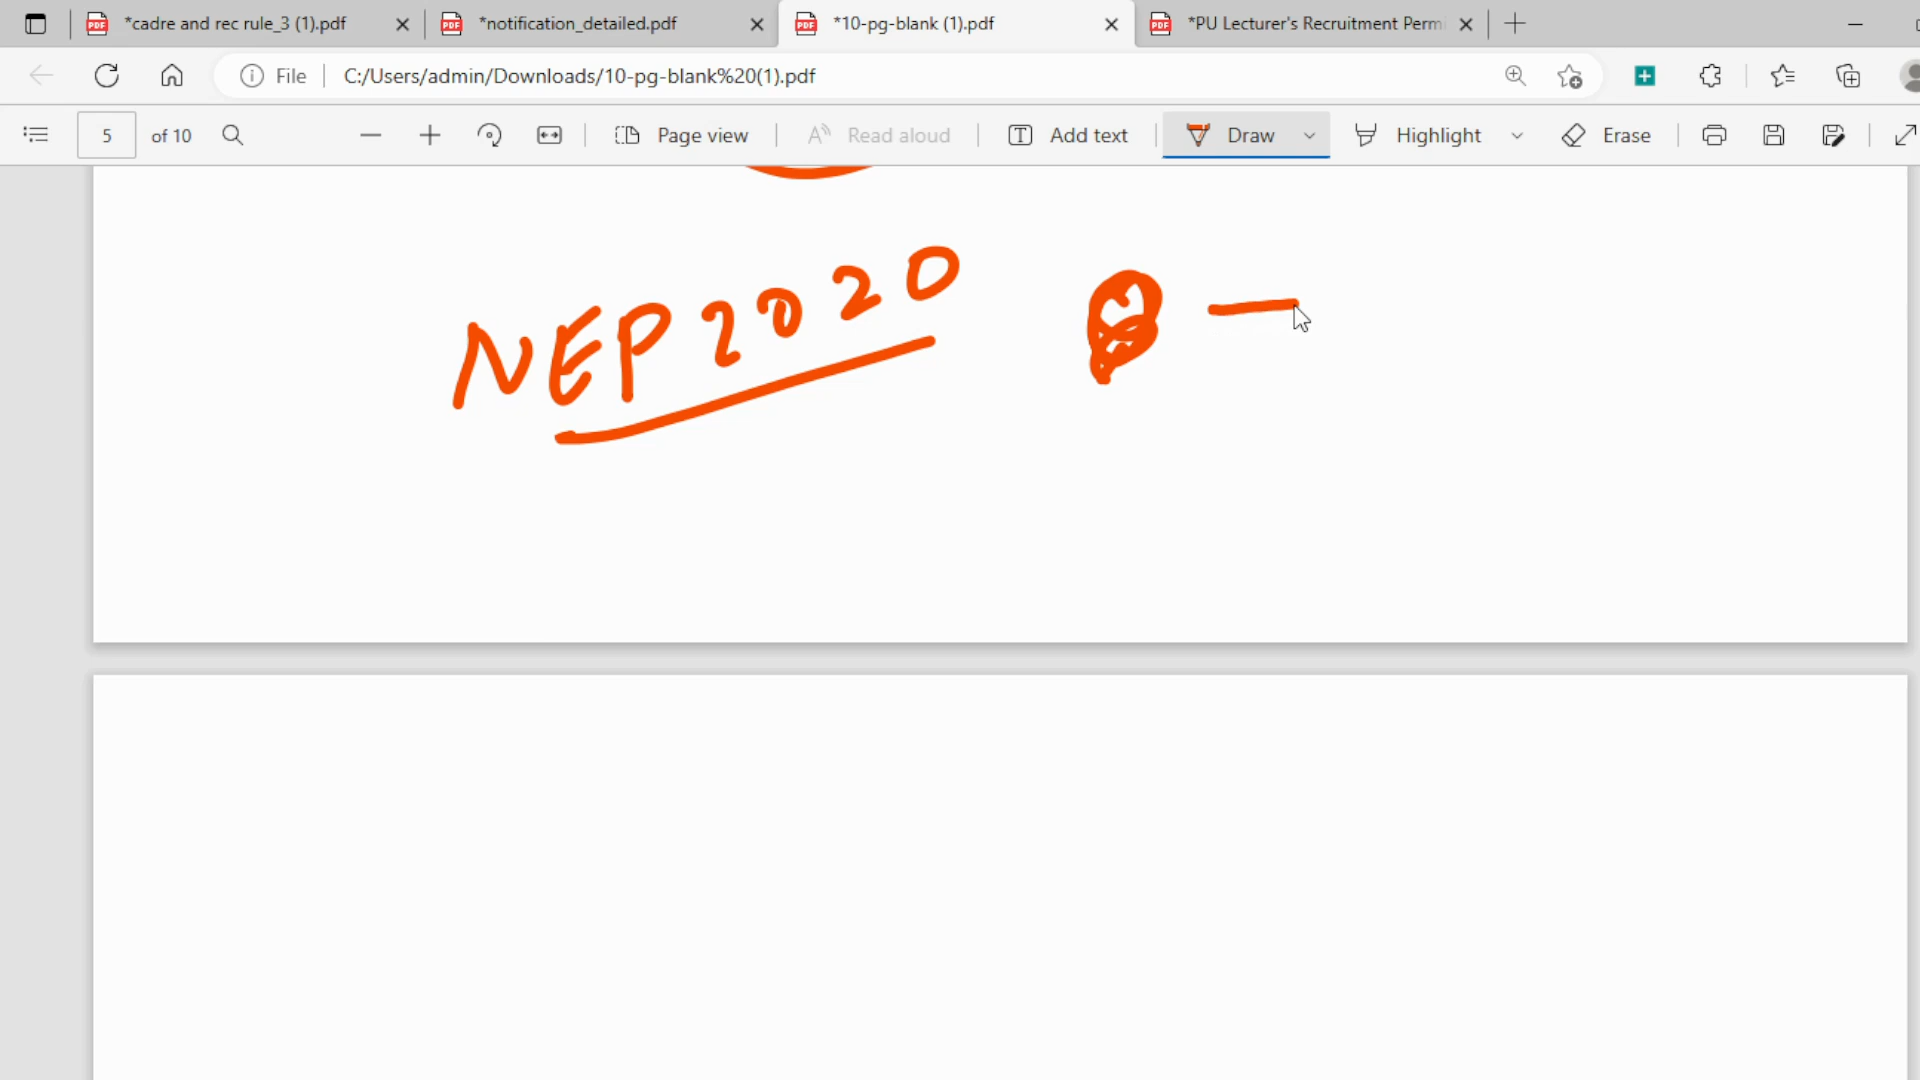 *cadre and rec rule_3 (1).pdf *notification_detailed.pdf *10-pg-blank (1).pdf *PU Lecturer's Recruitment Permi
File C:/Users/admin/Downloads/10-pg-blank%20(1).pdf
5 of 10 Page view Read aloud Add text Draw Highlight Erase
NEP 2020